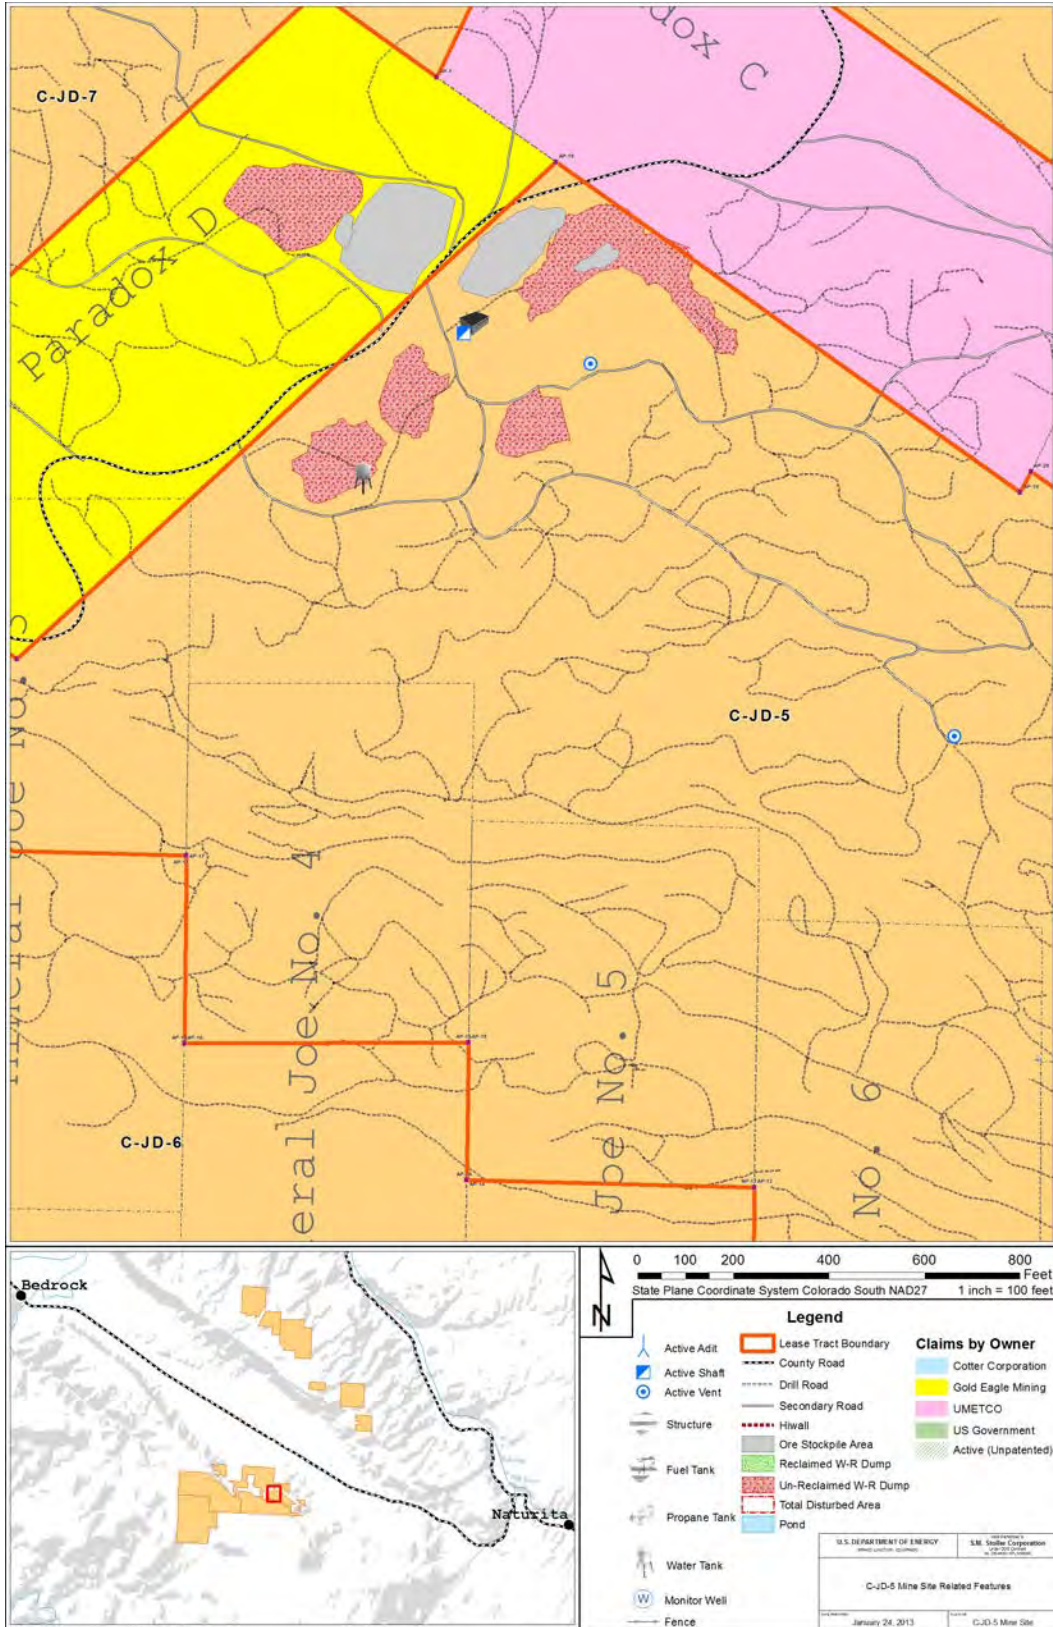 C-JD-7
Paradox D
dox C
C-JD-5
C-JD-6
eral Joe No. 4
Joe No. 5
No. 6
Bedrock
Naturita
N
0 100 200 400 600 800
Feet
State Plane Coordinate System Colorado South NAD27 1 inch = 100 feet
Legend
Active Adit
Active Shaft
Active Vent
Structure
Fuel Tank
Propane Tank
Water Tank
W Monitor Well
Fence
Lease Tract Boundary
County Road
Drill Road
Secondary Road
Hiwall
Ore Stockpile Area
Reclaimed W-R Dump
Un-Reclaimed W-R Dump
Total Disturbed Area
Pond
Claims by Owner
Cotter Corporation
Gold Eagle Mining
UMETCO
US Government
Active (Unpatented)
U.S. DEPARTMENT OF ENERGY
S.M. Stoller Corporation
C-JD-5 Mine Site Related Features
January 24, 2013
CJD-5 Mine Site